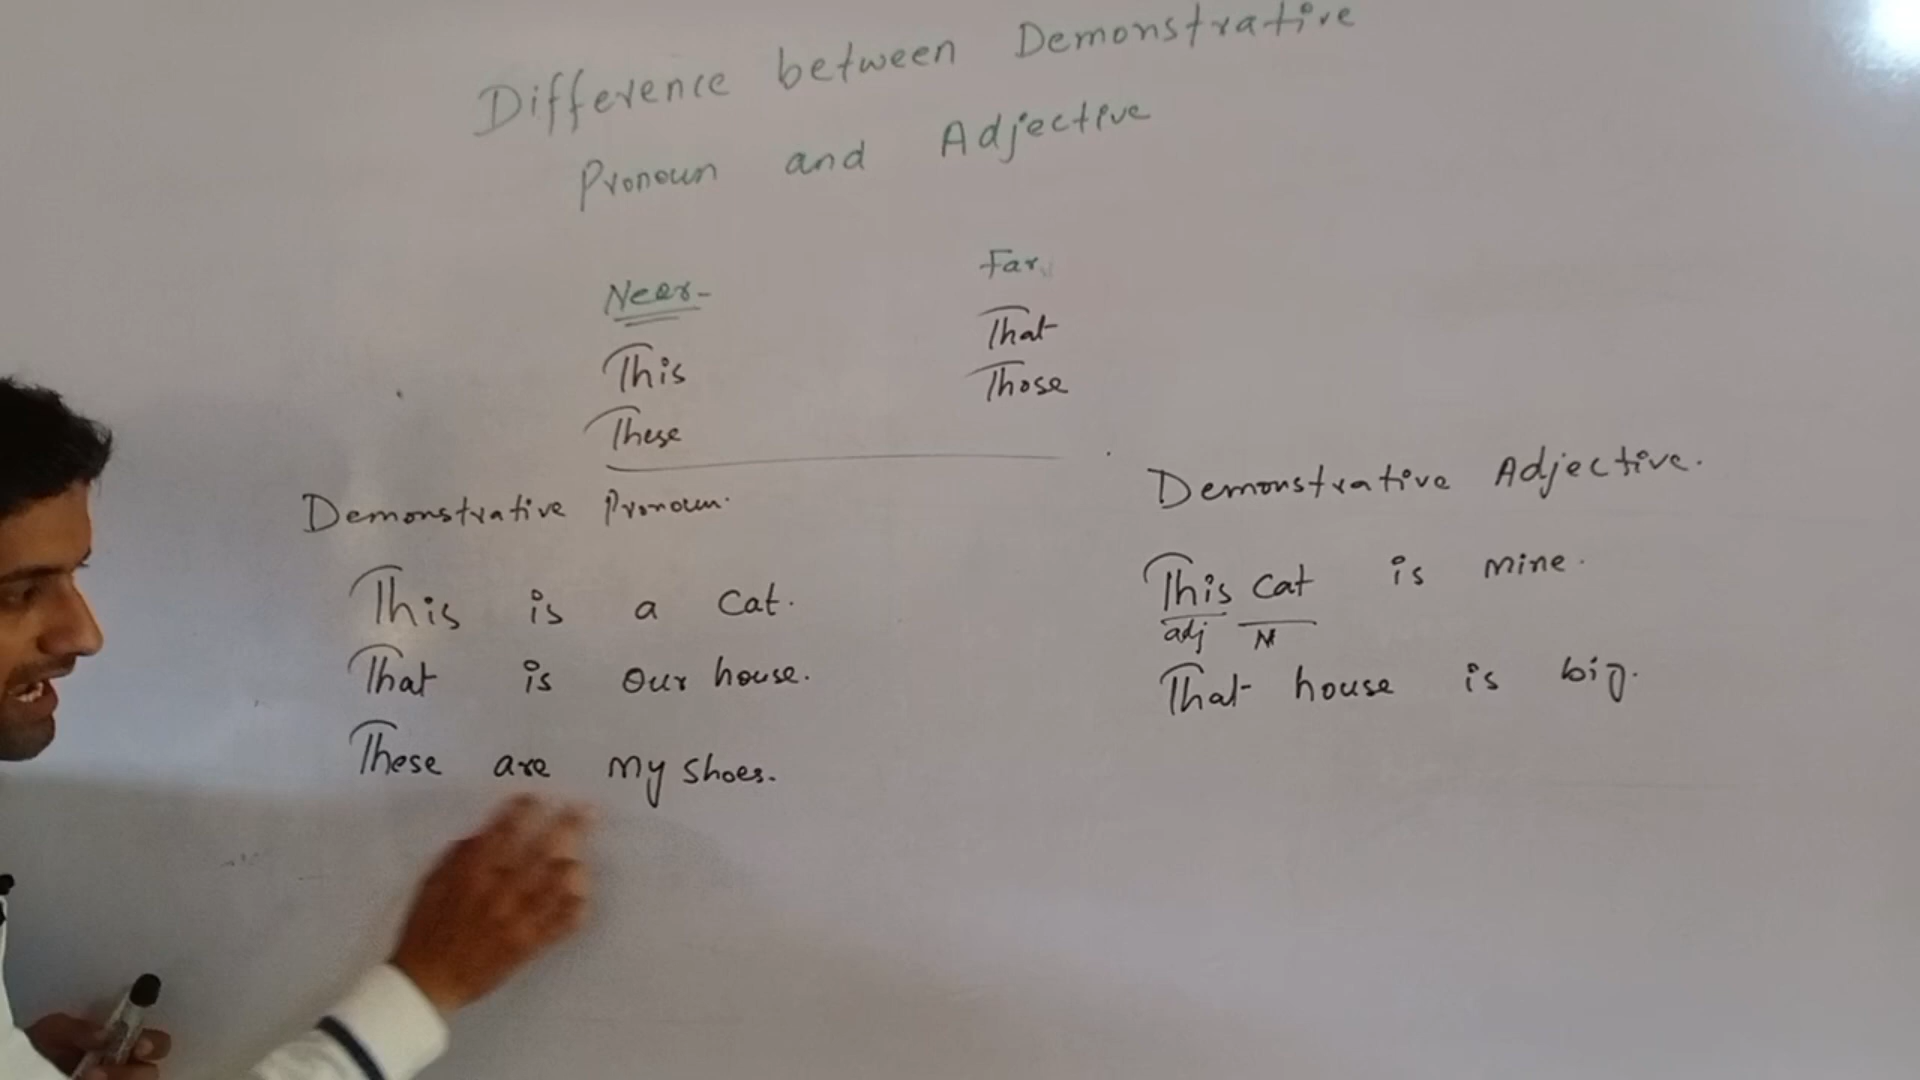 Difference between Demonstrative
Pronoun and Adjective
Near-
Far
This
That
These
Those
Demonstrative Pronoun.
This is a cat.
That is our house.
These are my shoes.
Demonstrative Adjective.
This cat is mine.
adj N
That house is big.